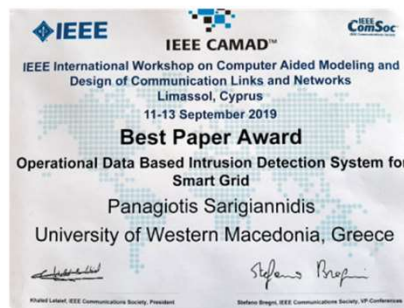 IEEE
IEEE CAMAD™
IEEE ComSoc
IEEE International Workshop on Computer Aided Modeling and
Design of Communication Links and Networks
Limassol, Cyprus
11-13 September 2019
Best Paper Award
Operational Data Based Intrusion Detection System for
Smart Grid
Panagiotis Sarigiannidis
University of Western Macedonia, Greece
Stefano Bregni
Khaled Letaief, IEEE Communications Society, President
Stefano Bregni, IEEE Communications Society, VP-Conferences